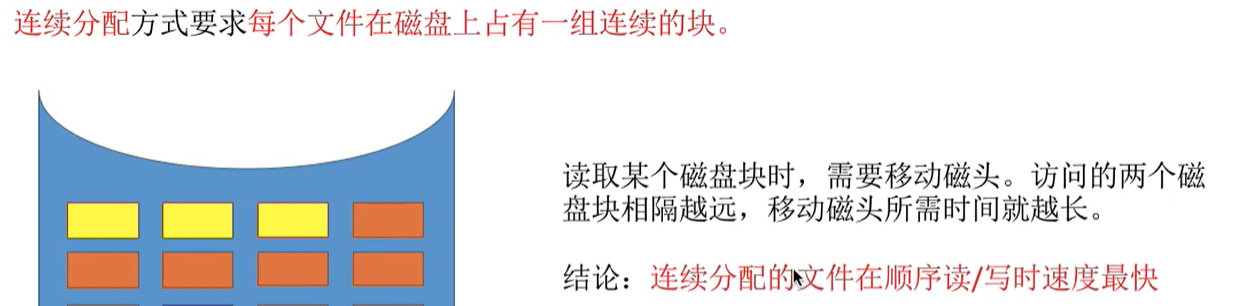 连续分配方式要求每个文件在磁盘上占有一组连续的块。
读取某个磁盘块时，需要移动磁头。访问的两个磁
盘块相隔越远，移动磁头所需时间就越长。
结论：连续分配的文件在顺序读/写时速度最快